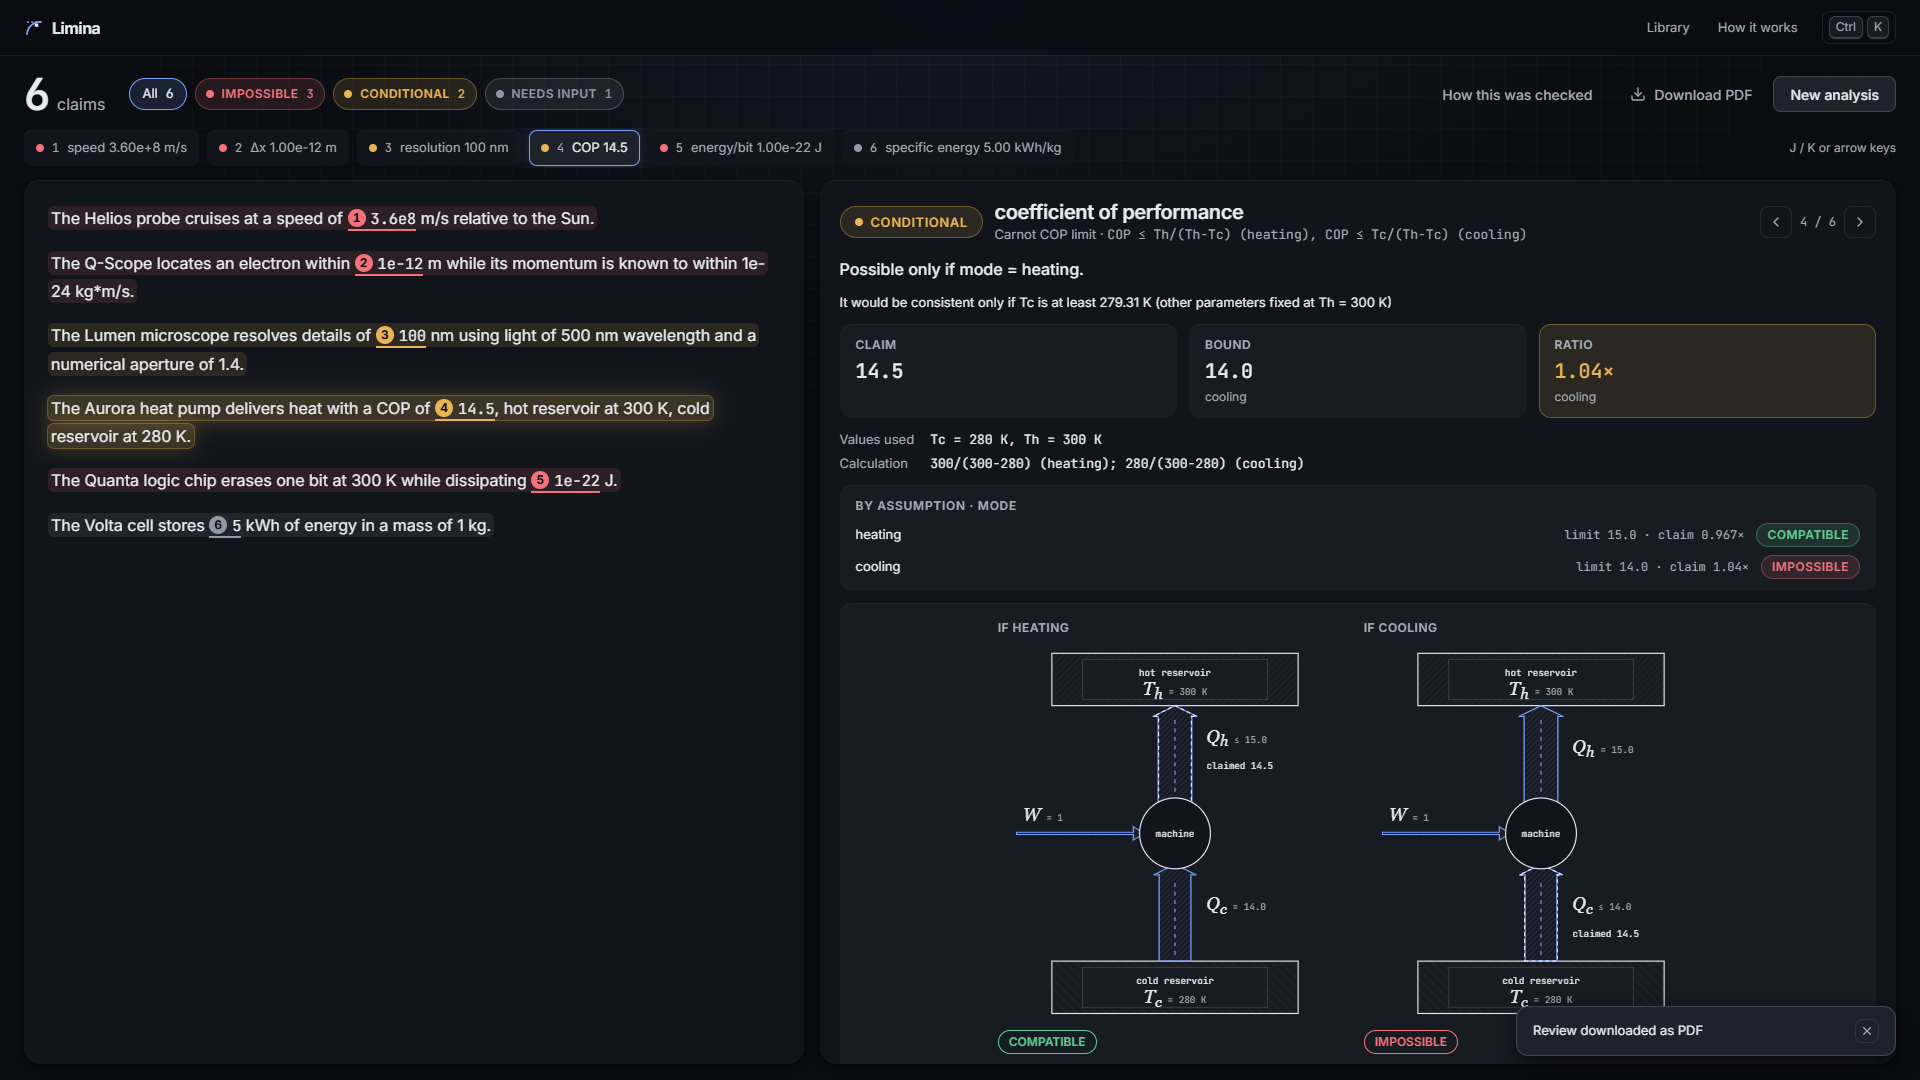 Limina
Library
How it works
Ctrl K
6 claims
All 6
IMPOSSIBLE 3
CONDITIONAL 2
NEEDS INPUT 1
How this was checked
Download PDF
New analysis
1 speed 3.60e+8 m/s
2 Δx 1.00e-12 m
3 resolution 100 nm
4 COP 14.5
5 energy/bit 1.00e-22 J
6 specific energy 5.00 kWh/kg
J / K or arrow keys
The Helios probe cruises at a speed of 1 3.6e8 m/s relative to the Sun.
The Q-Scope locates an electron within 2 1e-12 m while its momentum is known to within 1e-
24 kg*m/s.
The Lumen microscope resolves details of 3 100 nm using light of 500 nm wavelength and a
numerical aperture of 1.4.
The Aurora heat pump delivers heat with a COP of 4 14.5, hot reservoir at 300 K, cold
reservoir at 280 K.
The Quanta logic chip erases one bit at 300 K while dissipating 5 1e-22 J.
The Volta cell stores 6 5 kWh of energy in a mass of 1 kg.
CONDITIONAL
coefficient of performance
Carnot COP limit · COP ≤ Th/(Th-Tc) (heating), COP ≤ Tc/(Th-Tc) (cooling)
4 / 6
Possible only if mode = heating.
It would be consistent only if Tc is at least 279.31 K (other parameters fixed at Th = 300 K)
CLAIM
14.5
BOUND
14.0
cooling
RATIO
1.04×
cooling
Values used Tc = 280 K, Th = 300 K
Calculation 300/(300-280) (heating); 280/(300-280) (cooling)
BY ASSUMPTION · MODE
heating limit 15.0 · claim 0.967× COMPATIBLE
cooling limit 14.0 · claim 1.04× IMPOSSIBLE
IF HEATING
hot reservoir
Th = 300 K
Qh ≤ 15.0
claimed 14.5
W = 1
machine
Qc = 14.0
cold reservoir
Tc = 280 K
COMPATIBLE
IF COOLING
hot reservoir
Th = 300 K
Qh = 15.0
W = 1
machine
Qc ≤ 14.0
claimed 14.5
cold reservoir
Tc = 280 K
IMPOSSIBLE
Review downloaded as PDF